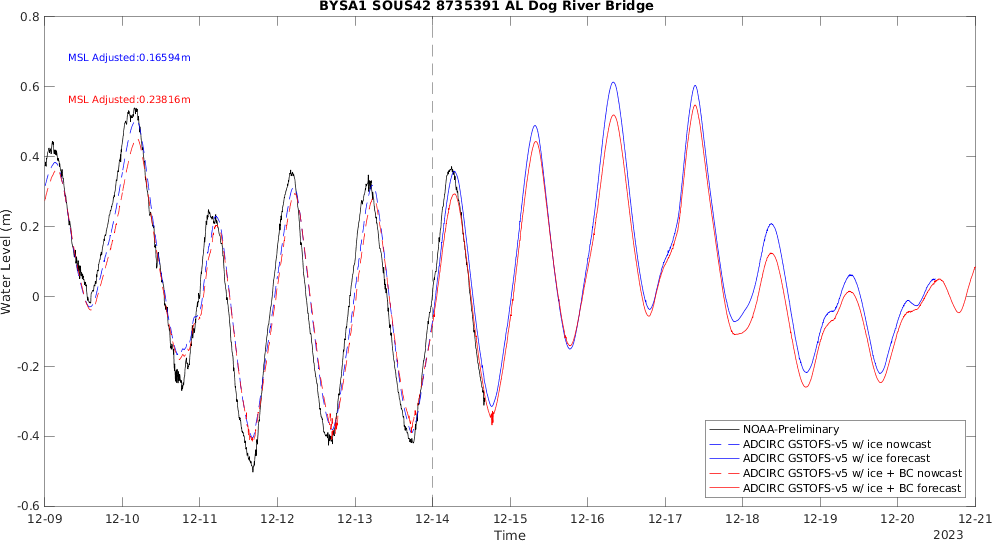 BYSA1 SOUS42 8735391 AL Dog River Bridge
MSL Adjusted:0.16594m
MSL Adjusted:0.23816m
Water Level (m)
0.8
0.6
0.4
0.2
0
-0.2
-0.4
-0.6
NOAA-Preliminary
ADCIRC GSTOFS-v5 w/ ice nowcast
ADCIRC GSTOFS-v5 w/ ice forecast
ADCIRC GSTOFS-v5 w/ ice + BC nowcast
ADCIRC GSTOFS-v5 w/ ice + BC forecast
12-09 12-10 12-11 12-12 12-13 12-14 12-15 12-16 12-17 12-18 12-19 12-20 12-21
Time
2023